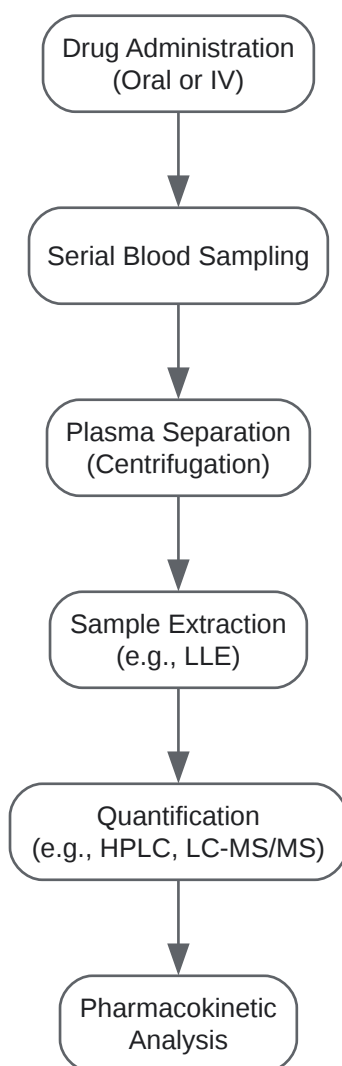 Drug Administration
(Oral or IV)
Serial Blood Sampling
Plasma Separation
(Centrifugation)
Sample Extraction
(e.g., LLE)
Quantification
(e.g., HPLC, LC-MS/MS)
Pharmacokinetic
Analysis